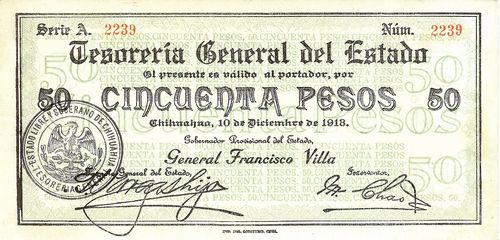 Serie A. 2239 Núm. 2239
Tesorería General del Estado
El presente es válido al portador, por
50 CINCUENTA PESOS 50
Chihuahua, 10 de Diciembre de 1913.
Gobernador Provisional del Estado,
General Francisco Villa
General del Estado, Interventor,
ESTADO LIBRE Y SOBERANO DE CHIHUAHUA
TESORERIA